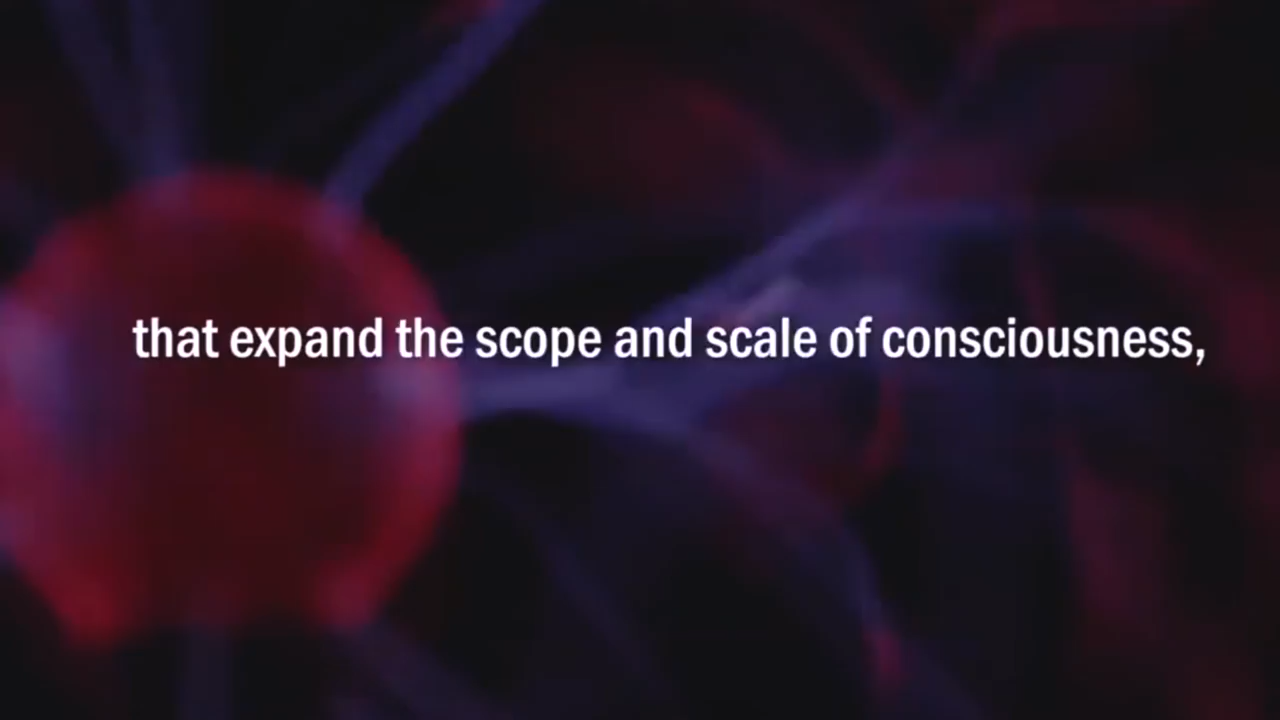 that expand the scope and scale of consciousness,